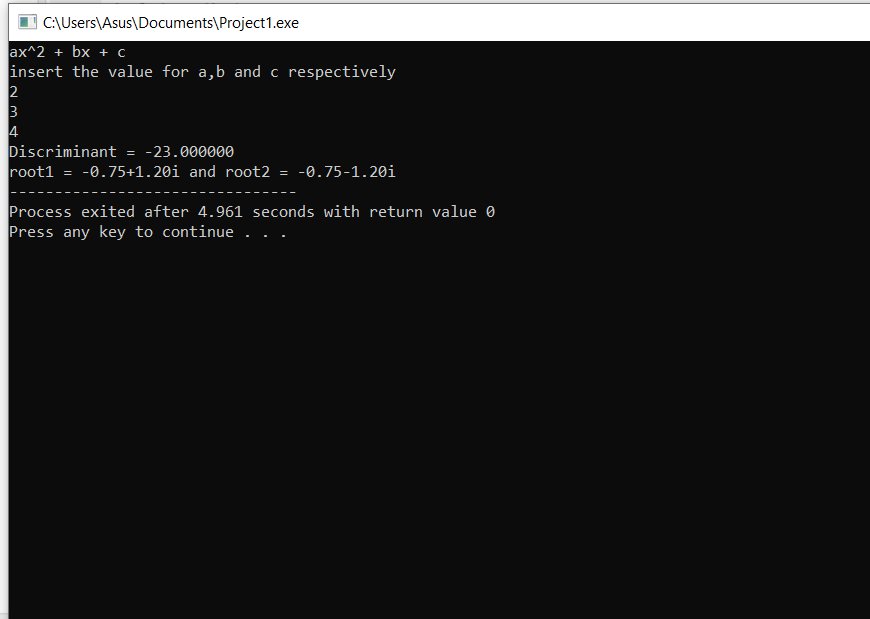 C:\Users\Asus\Documents\Project1.exe
ax^2 + bx + c
insert the value for a,b and c respectively
2
3
4
Discriminant = -23.000000
root1 = -0.75+1.20i and root2 = -0.75-1.20i
--------------------------------
Process exited after 4.961 seconds with return value 0
Press any key to continue . . .